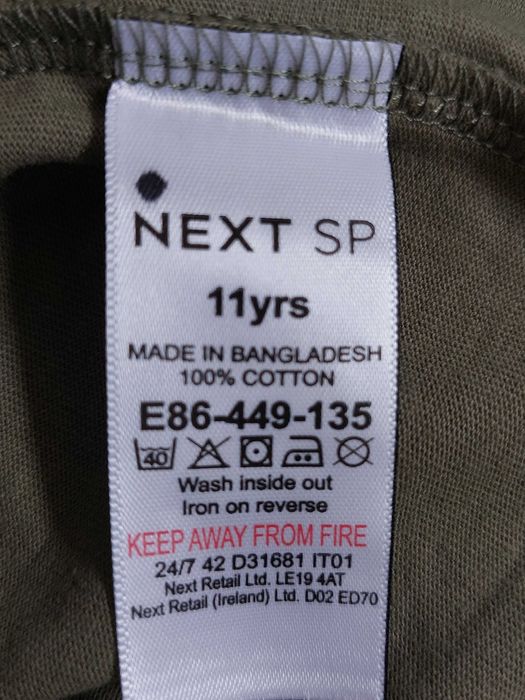 NEXT SP
11yrs
MADE IN BANGLADESH
100% COTTON
E86-449-135
40
Wash inside out
Iron on reverse
KEEP AWAY FROM FIRE
24/7 42 D31681 IT01
Next Retail Ltd. LE19 4AT
Next Retail (Ireland) Ltd. D02 ED70